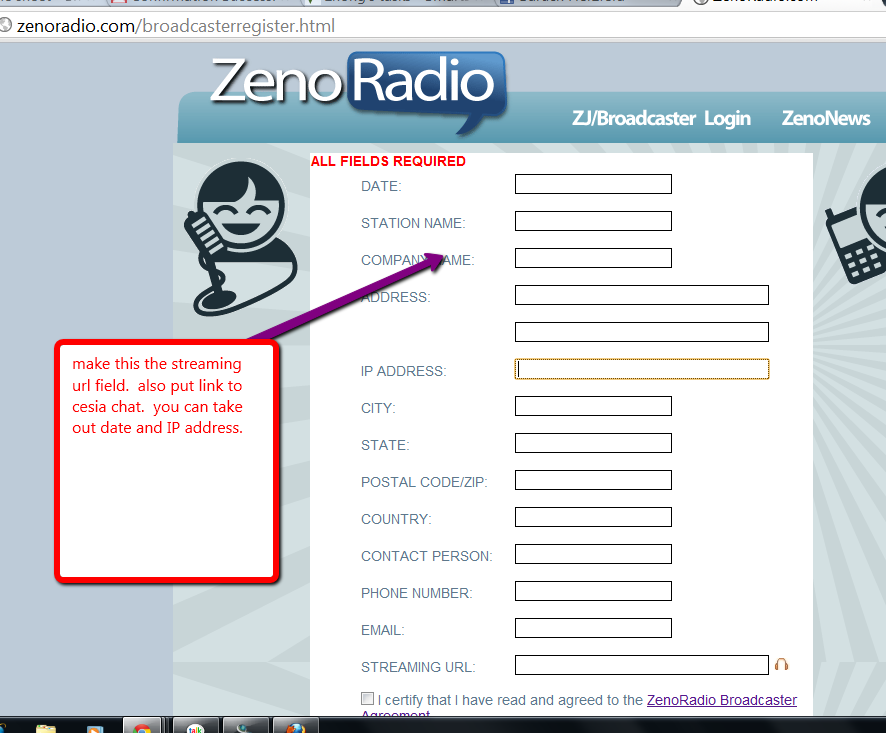 zenoradio.com/broadcasterregister.html
ZenoRadio
ZJ/Broadcaster Login ZenoNews
ALL FIELDS REQUIRED
DATE:
STATION NAME:
COMPANY NAME:
ADDRESS:
IP ADDRESS:
CITY:
STATE:
POSTAL CODE/ZIP:
COUNTRY:
CONTACT PERSON:
PHONE NUMBER:
EMAIL:
STREAMING URL:
I certify that I have read and agreed to the ZenoRadio Broadcaster
Agreement
make this the streaming
url field. also put link to
cesia chat. you can take
out date and IP address.
talk